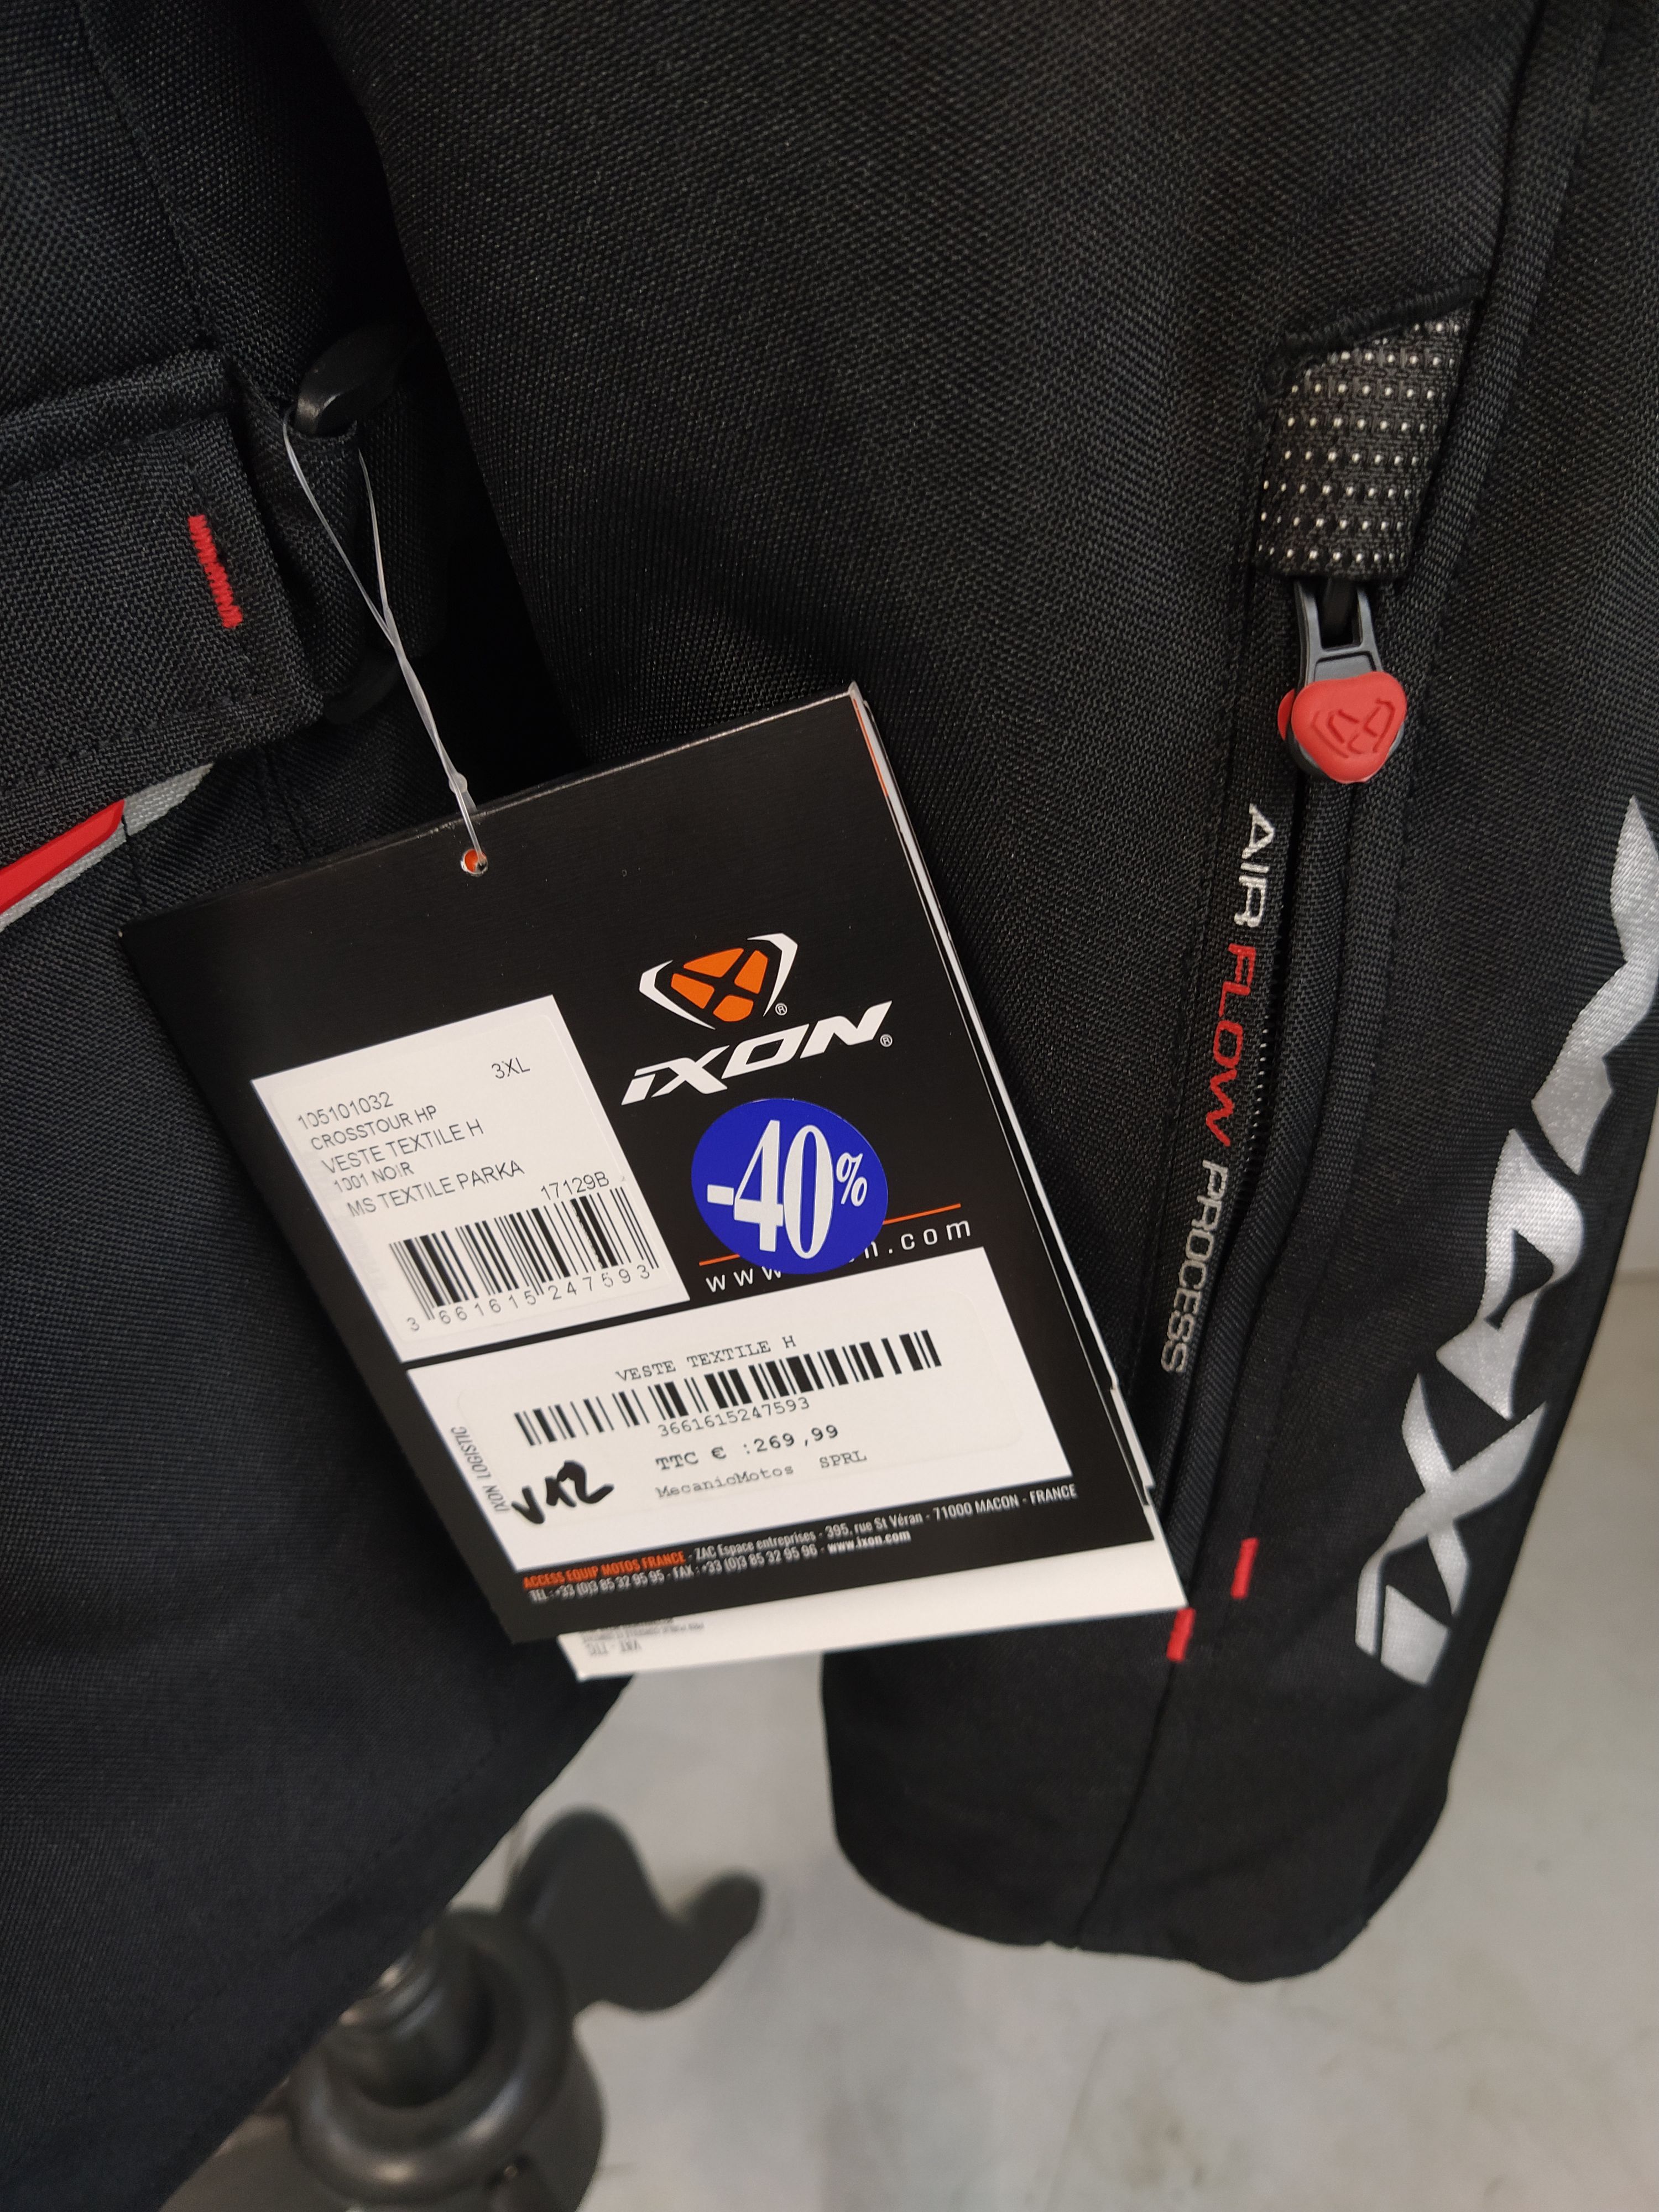 iXON
®
®
3XL
105101032
CROSSTOUR HP
VESTE TEXTILE H
1001 NOIR
MS TEXTILE PARKA
17129B
3 661615 247593
-40%
www. n.com
VESTE TEXTILE H
3661615247593
TTC € :269,99
MecanicMotos SPRL
IXON LOGISTIC
ACCESS EQUIP MOTOS FRANCE - ZAC Espace entreprises - 395, rue St Véran - 71000 MACON - FRANCE
TEL : +33 (0)3 85 32 95 95 - FAX : +33 (0)3 85 32 95 96 - www.ixon.com
AIR FLOW PROCESS
iXON